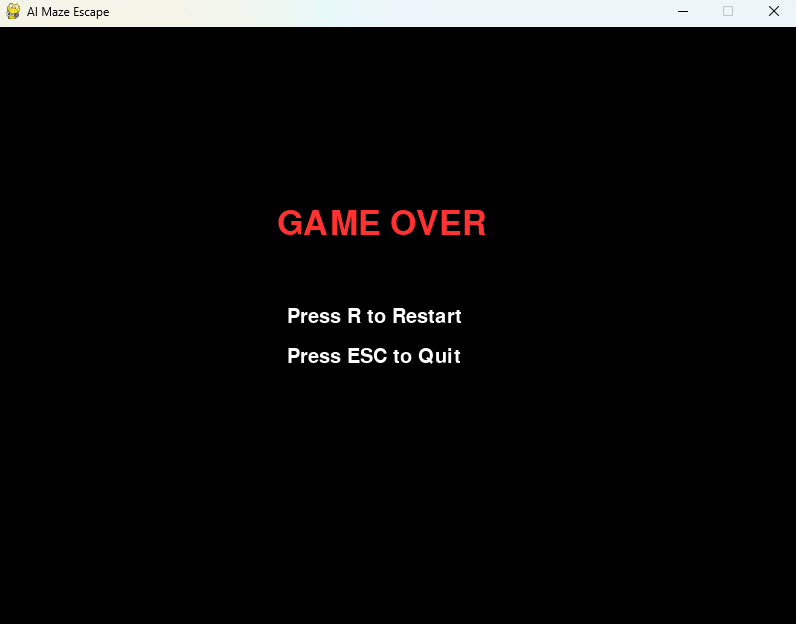 AI Maze Escape
GAME OVER
Press R to Restart
Press ESC to Quit